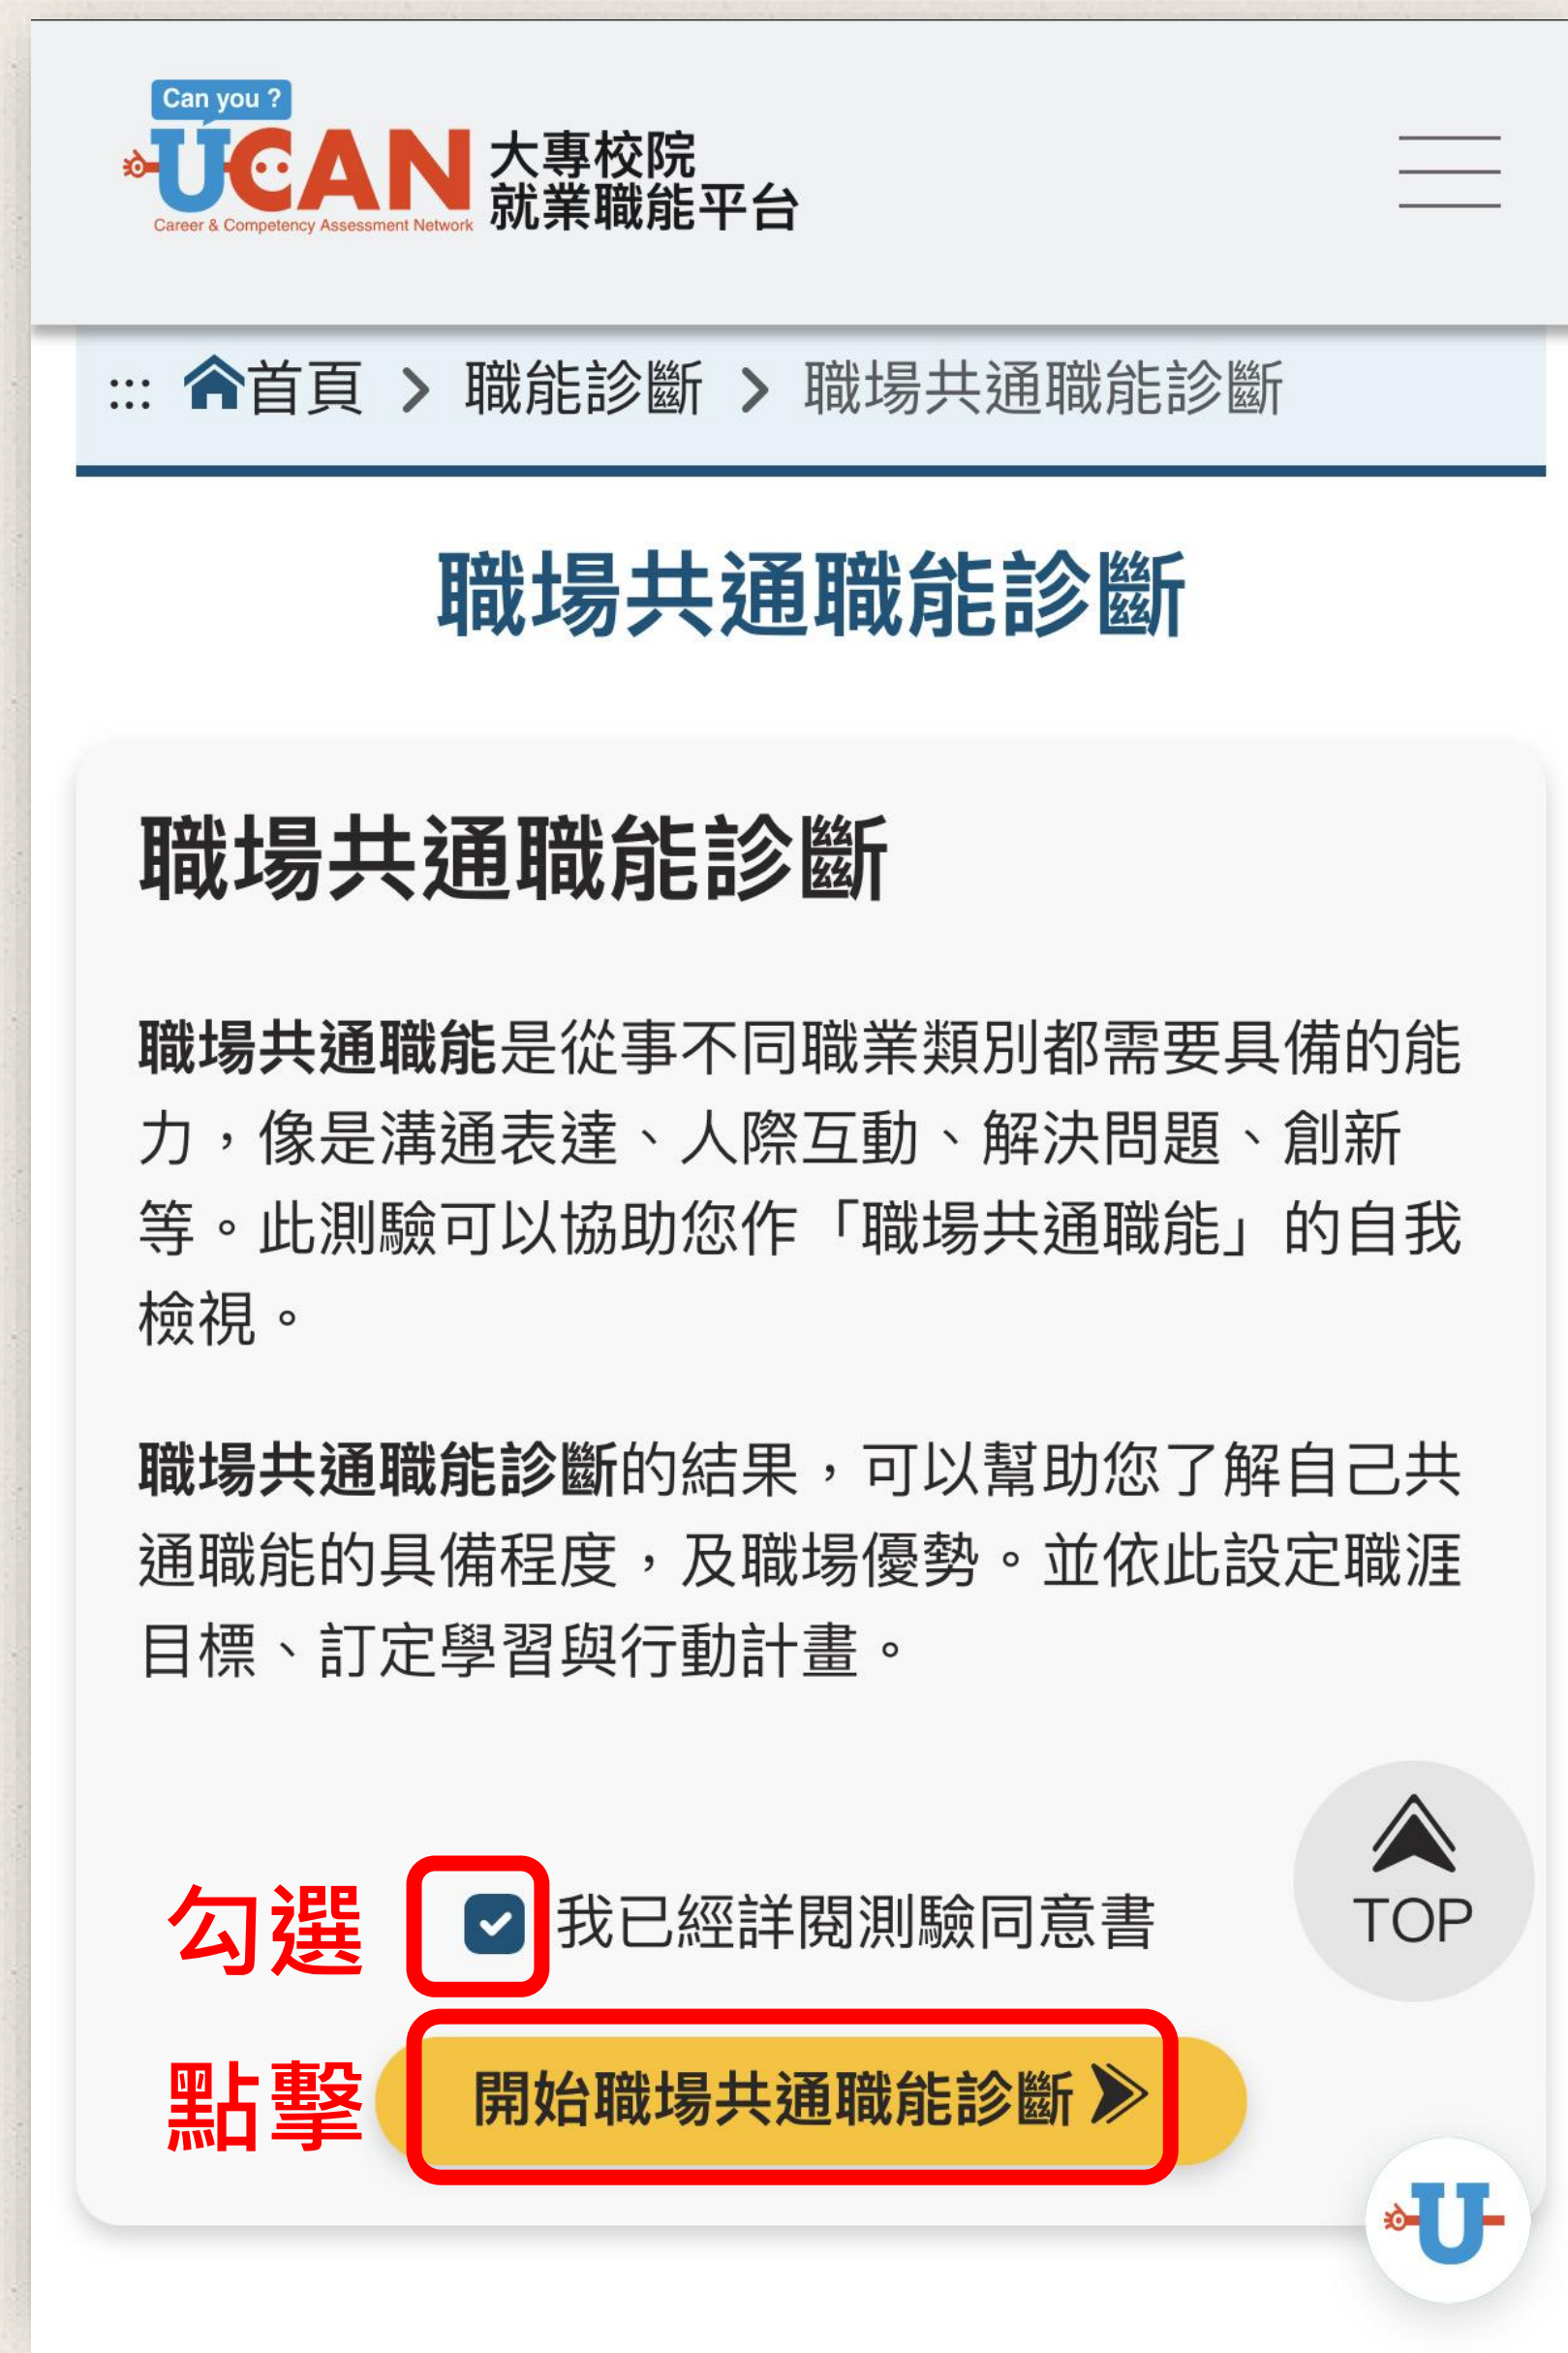 Can you ?
UCAN
Career & Competency Assessment Network
大專校院
就業職能平台
::: 首頁 > 職能診斷 > 職場共通職能診斷
職場共通職能診斷
職場共通職能診斷
職場共通職能是從事不同職業類別都需要具備的能
力，像是溝通表達、人際互動、解決問題、創新
等。此測驗可以協助您作「職場共通職能」的自我
檢視。
職場共通職能診斷的結果，可以幫助您了解自己共
通職能的具備程度，及職場優勢。並依此設定職涯
目標、訂定學習與行動計畫。
TOP
勾選 我已經詳閱測驗同意書
點擊 開始職場共通職能診斷
U